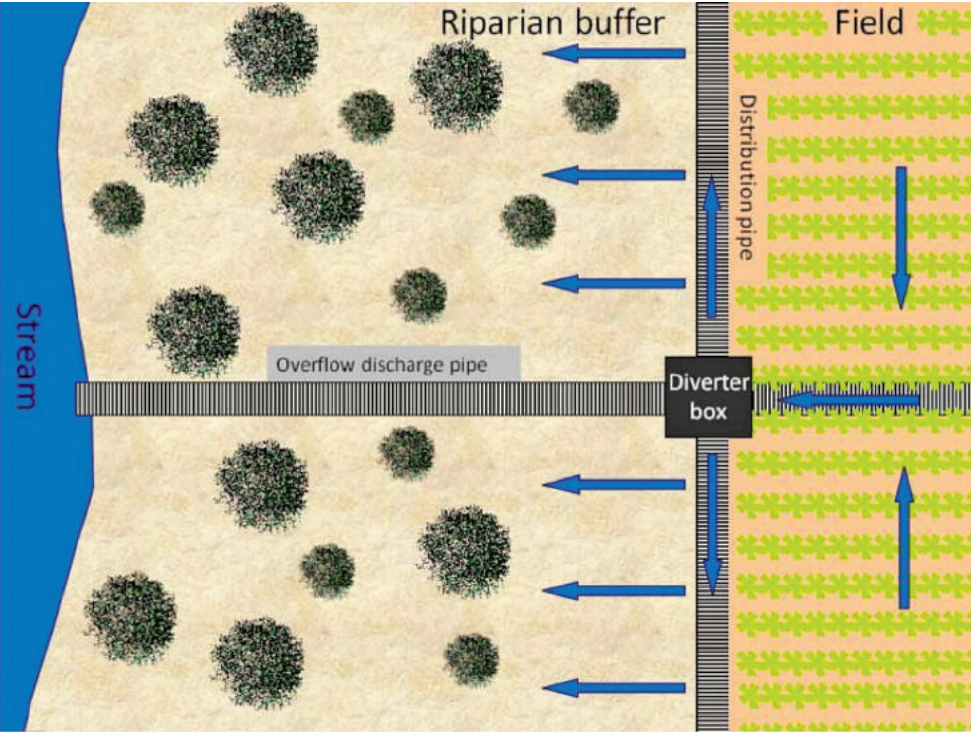 Riparian buffer
Field
Distribution pipe
Stream
Overflow discharge pipe
Diverter
box